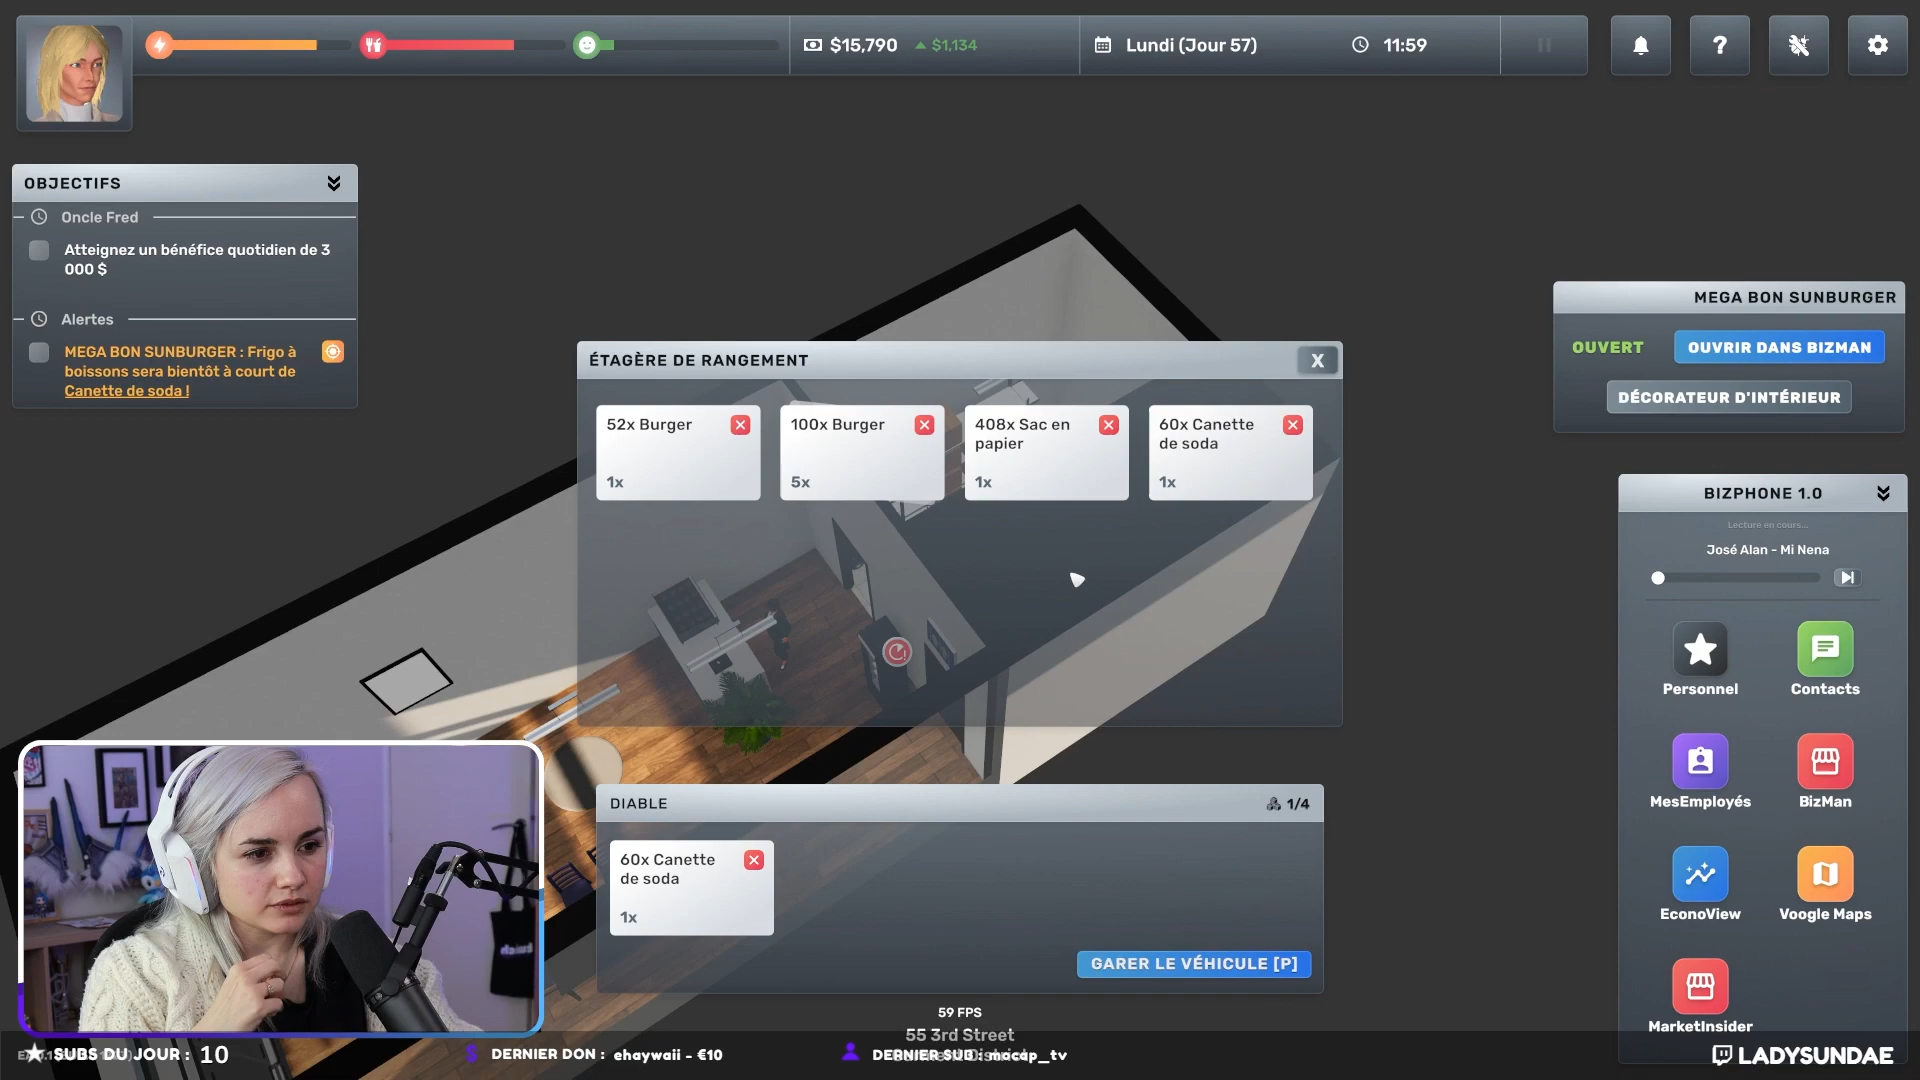 $15,790
$1,134
Lundi (Jour 57)
11:59
OBJECTIFS
Oncle Fred
Atteignez un bénéfice quotidien de 3
000 $
Alertes
MEGA BON SUNBURGER : Frigo à
boissons sera bientôt à court de
Canette de soda !
ÉTAGÈRE DE RANGEMENT
X
52x Burger
1x
100x Burger
5x
408x Sac en
papier
1x
60x Canette
de soda
1x
MEGA BON SUNBURGER
OUVERT
OUVRIR DANS BIZMAN
DÉCORATEUR D'INTÉRIEUR
BIZPHONE 1.0
Lecture en cours...
José Alan - Mi Nena
Personnel
Contacts
MesEmployés
BizMan
EconoView
Voogle Maps
MarketInsider
DIABLE
1/4
60x Canette
de soda
1x
GARER LE VÉHICULE [P]
59 FPS
55 3rd Street
SUBS DU JOUR : 10
DERNIER DON : ehaywaii - €10
DERNIER SUB : mrcap_tv
LADYSUNDAE